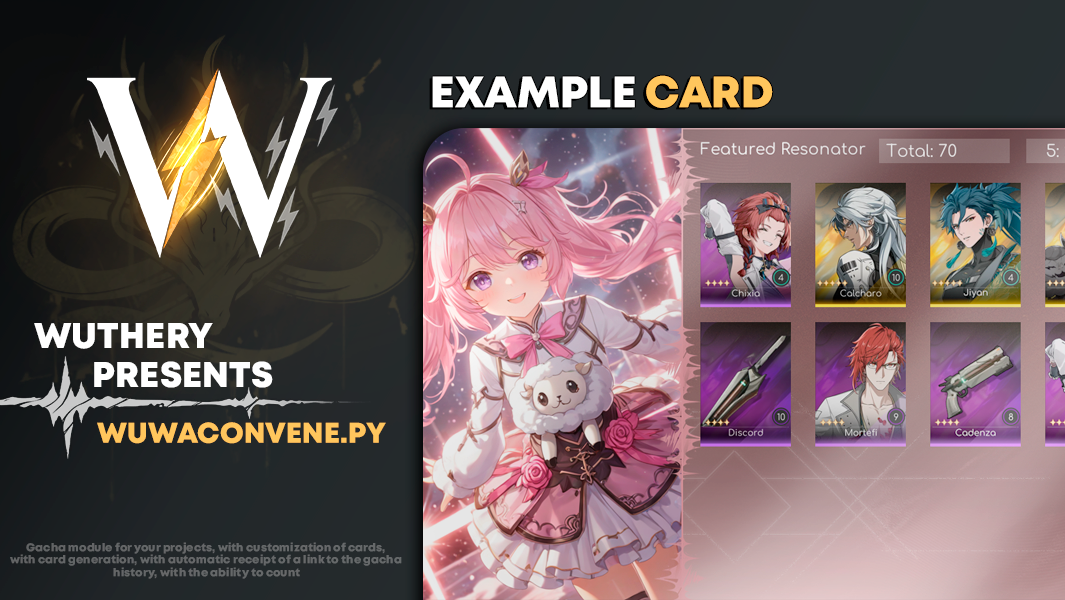 W
WUTHERY
PRESENTS
WUWACONVENE.PY
Gacha module for your projects, with customization of cards,
with card generation, with automatic receipt of a link to the gacha
history, with the ability to count
EXAMPLE CARD
Featured Resonator Total: 70 5:
4 10 4
Chixia Calcharo Jiyan
10 9 8
Discord Mortefi Cadenza